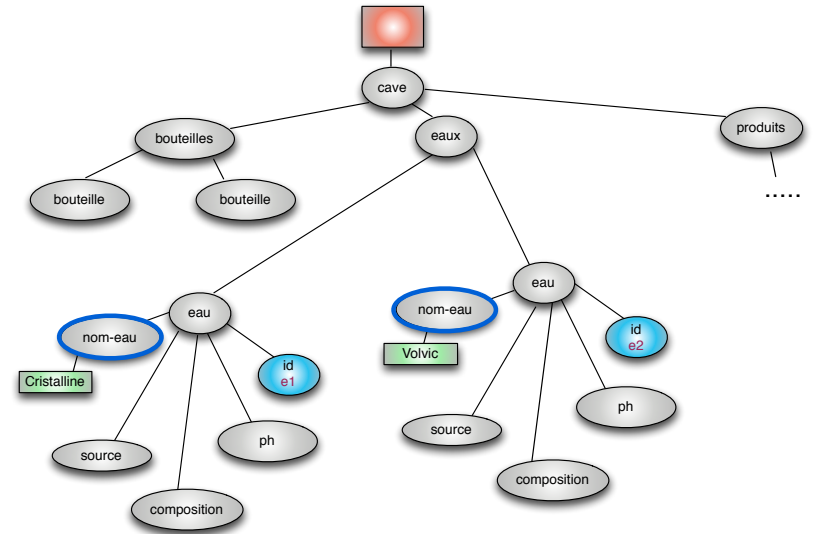 cave
bouteilles
eaux
produits
bouteille
bouteille
.....
eau
nom-eau
Cristalline
id
e1
source
ph
composition
eau
nom-eau
Volvic
id
e2
source
ph
composition